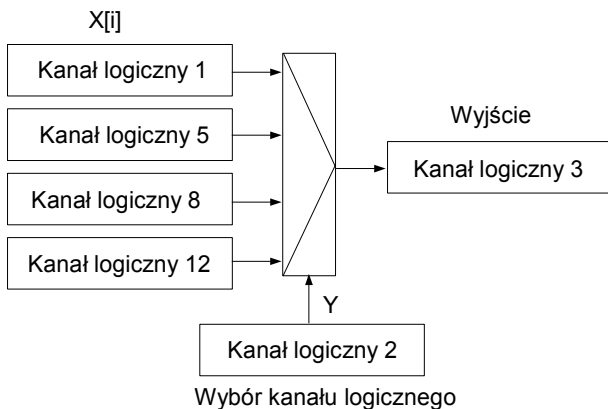 X[i]
Kanał logiczny 1
Kanał logiczny 5
Kanał logiczny 8
Kanał logiczny 12
Wyjście
Kanał logiczny 3
Y
Kanał logiczny 2
Wybór kanału logicznego